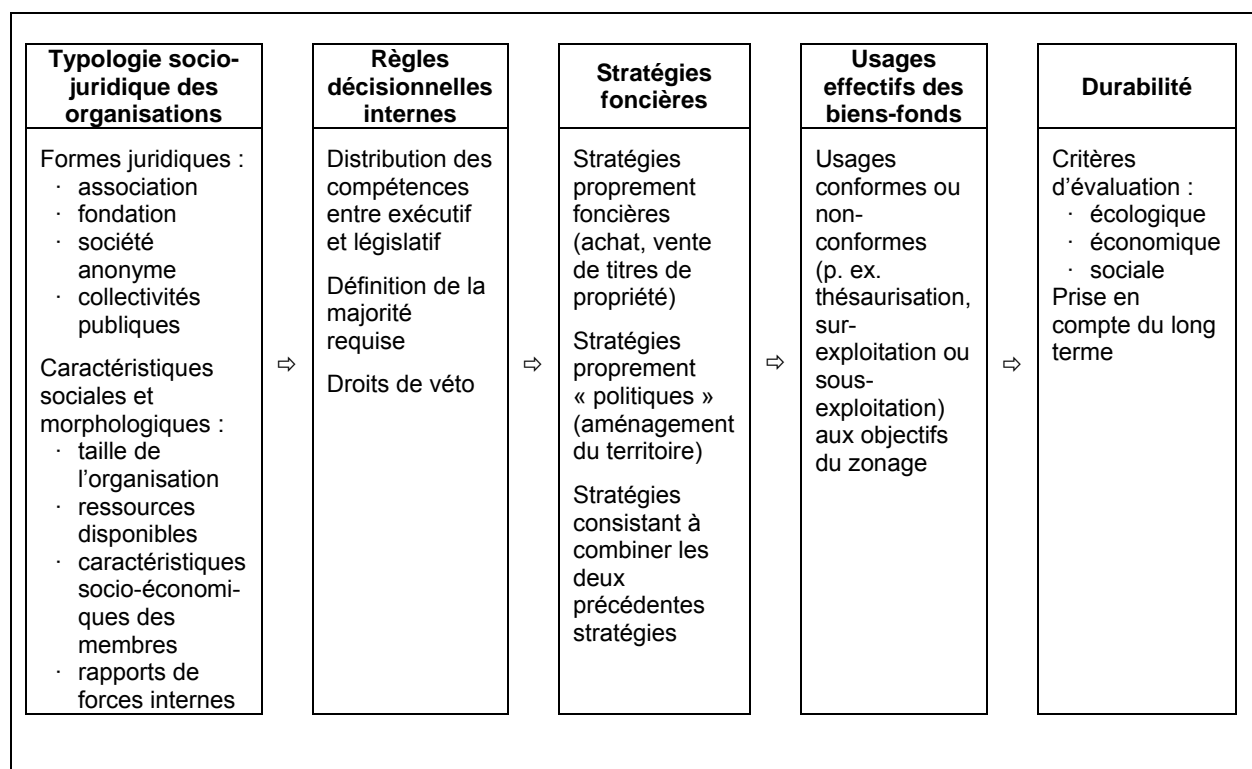 Typologie socio-
juridique des
organisations
Formes juridiques :
· association
· fondation
· société
anonyme
· collectivités
publiques
Caractéristiques
sociales et
morphologiques :
· taille de
l’organisation
· ressources
disponibles
· caractéristiques
socio-économi-
ques des
membres
· rapports de
forces internes
⇨
Règles
décisionnelles
internes
Distribution des
compétences
entre exécutif
et législatif
Définition de la
majorité
requise
Droits de véto
⇨
Stratégies
foncières
Stratégies
proprement
foncières
(achat, vente
de titres de
propriété)
Stratégies
proprement
« politiques »
(aménagement
du territoire)
Stratégies
consistant à
combiner les
deux
précédentes
stratégies
⇨
Usages
effectifs des
biens-fonds
Usages
conformes ou
non-
conformes
(p. ex.
thésaurisation,
sur-
exploitation ou
sous-
exploitation)
aux objectifs
du zonage
⇨
Durabilité
Critères
d’évaluation :
· écologique
· économique
· sociale
Prise en
compte du long
terme